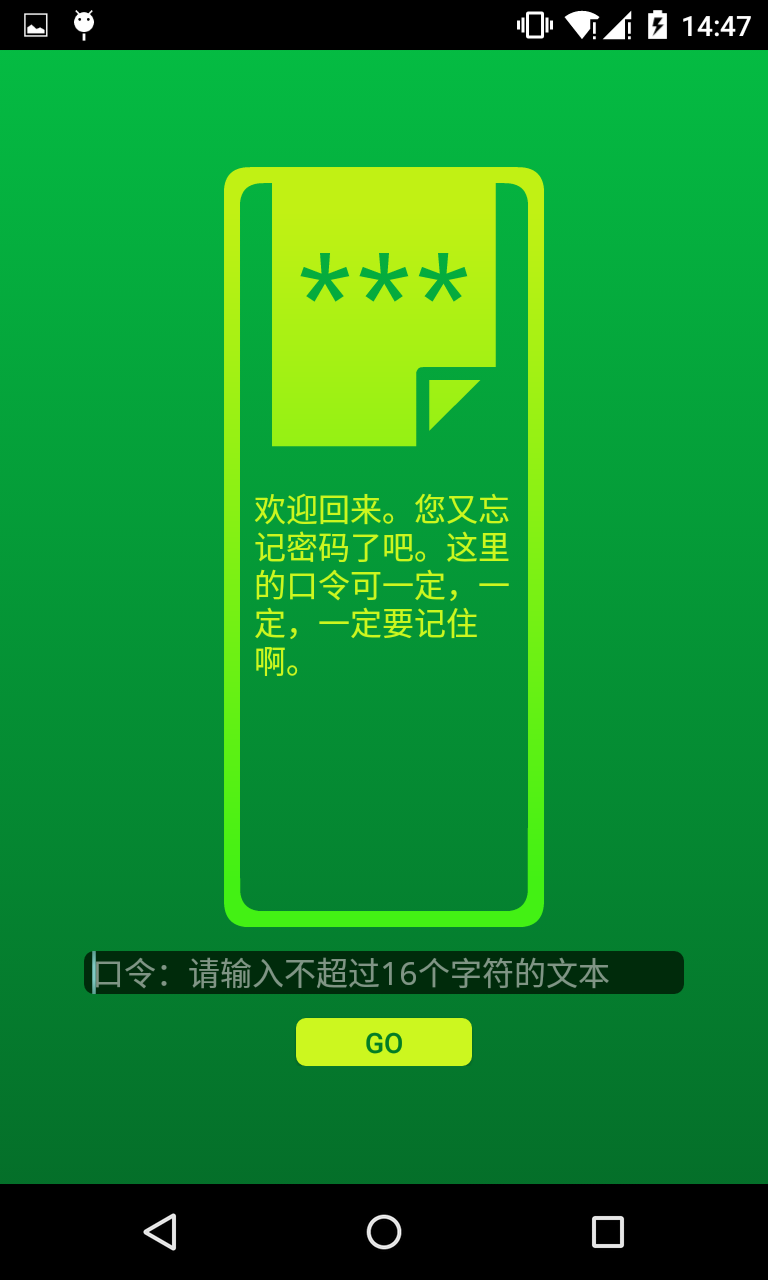 14:47
***
欢迎回来。您又忘
记密码了吧。这里
的口令可一定，一
定，一定要记住
啊。
口令：请输入不超过16个字符的文本
GO